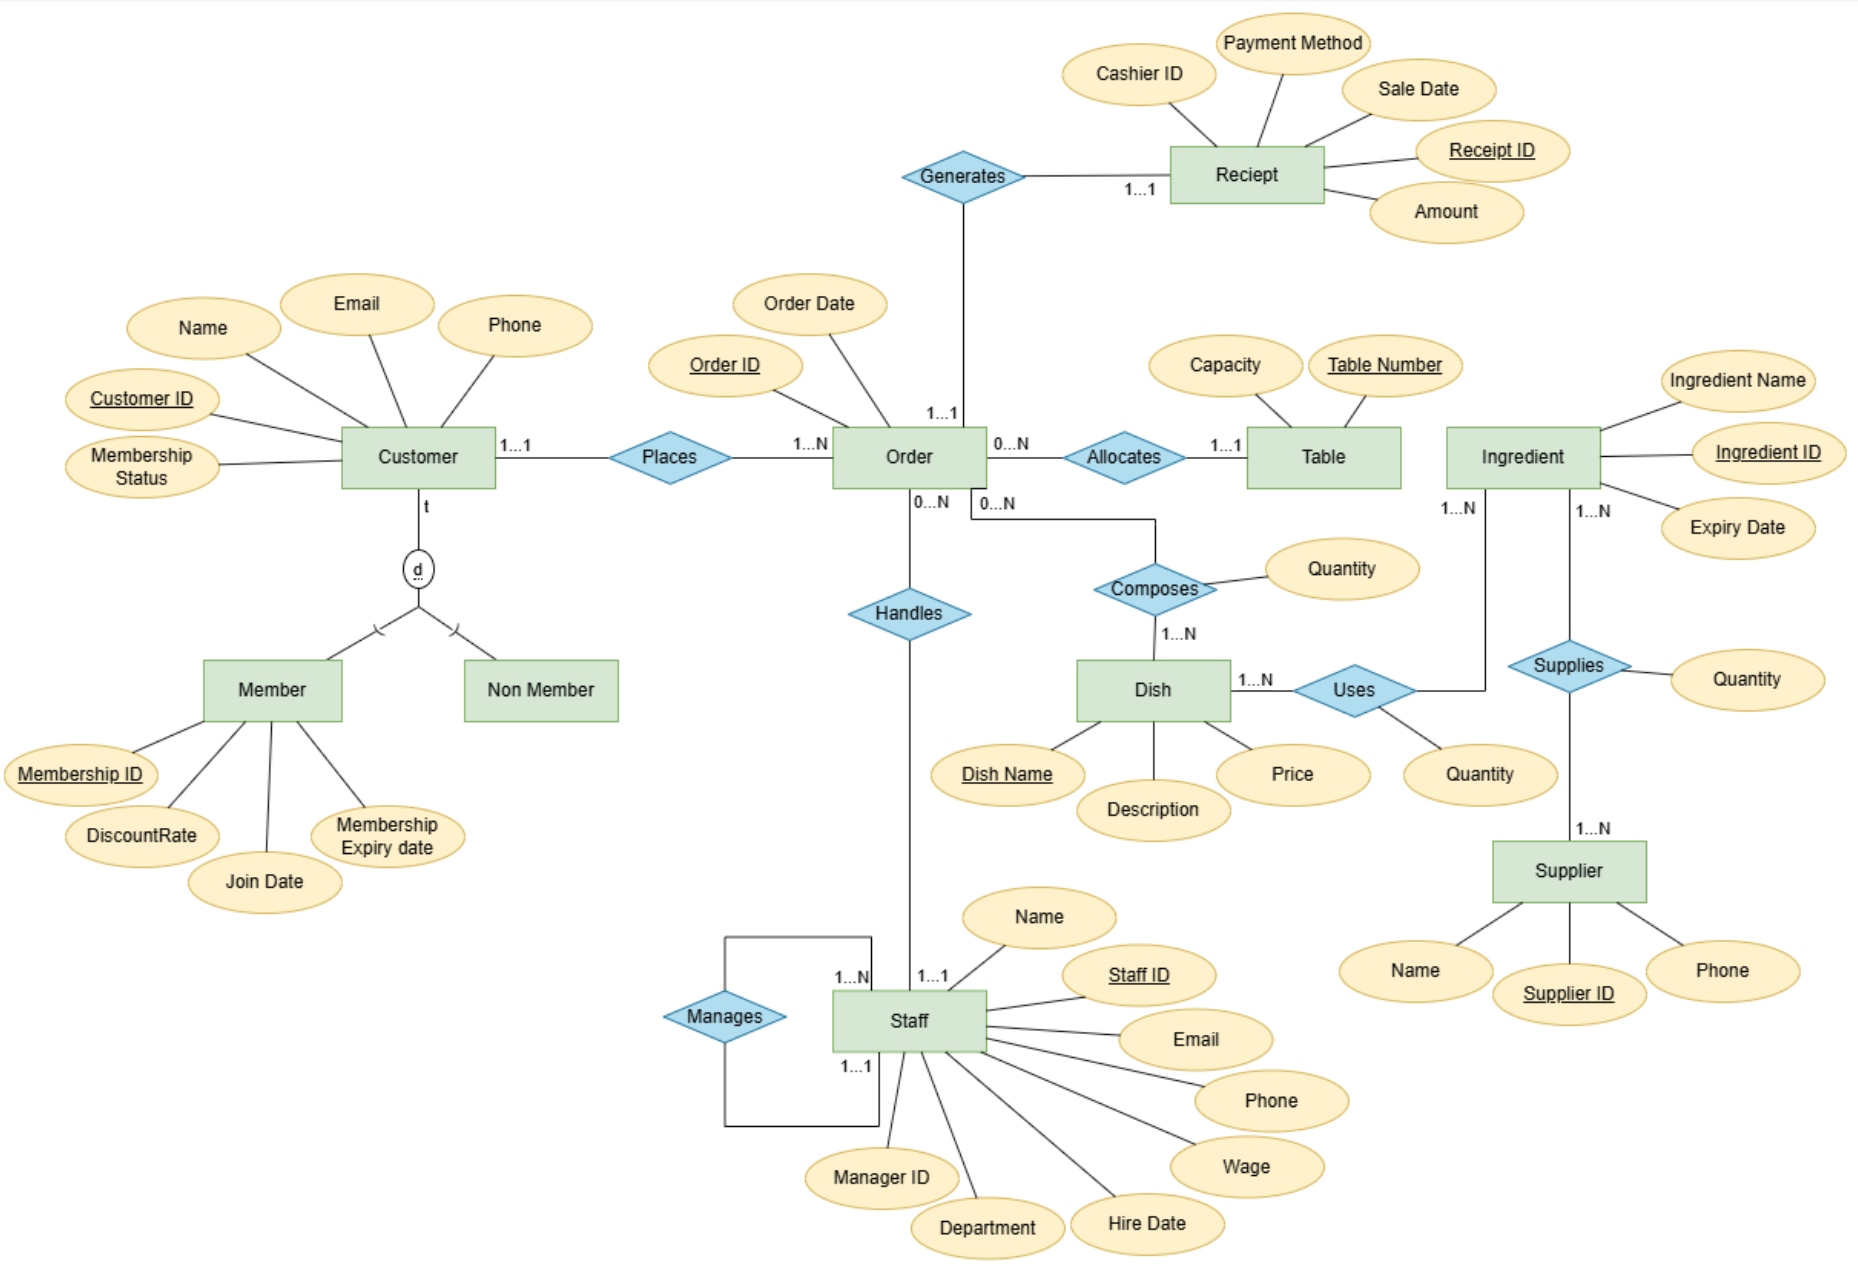 Payment Method
Cashier ID
Sale Date
Receipt ID
Generates
1...1
Reciept
Amount
Name
Email
Phone
Order Date
Customer ID
Order ID
Capacity
Table Number
Ingredient Name
Membership
Status
1...1
Customer
1...1
Places
1...N
Order
0...N
Allocates
1...1
Table
Ingredient
Ingredient ID
t
0...N
0...N
1...N
1...N
Expiry Date
d
Composes
Quantity
Handles
1...N
Member
Non Member
Dish
1...N
Uses
Supplies
Quantity
Membership ID
DiscountRate
Join Date
Membership
Expiry date
Dish Name
Description
Price
Quantity
1...N
Supplier
Name
Supplier ID
Phone
Name
1...N
1...1
Staff ID
Manages
Staff
Email
1...1
Phone
Wage
Manager ID
Department
Hire Date